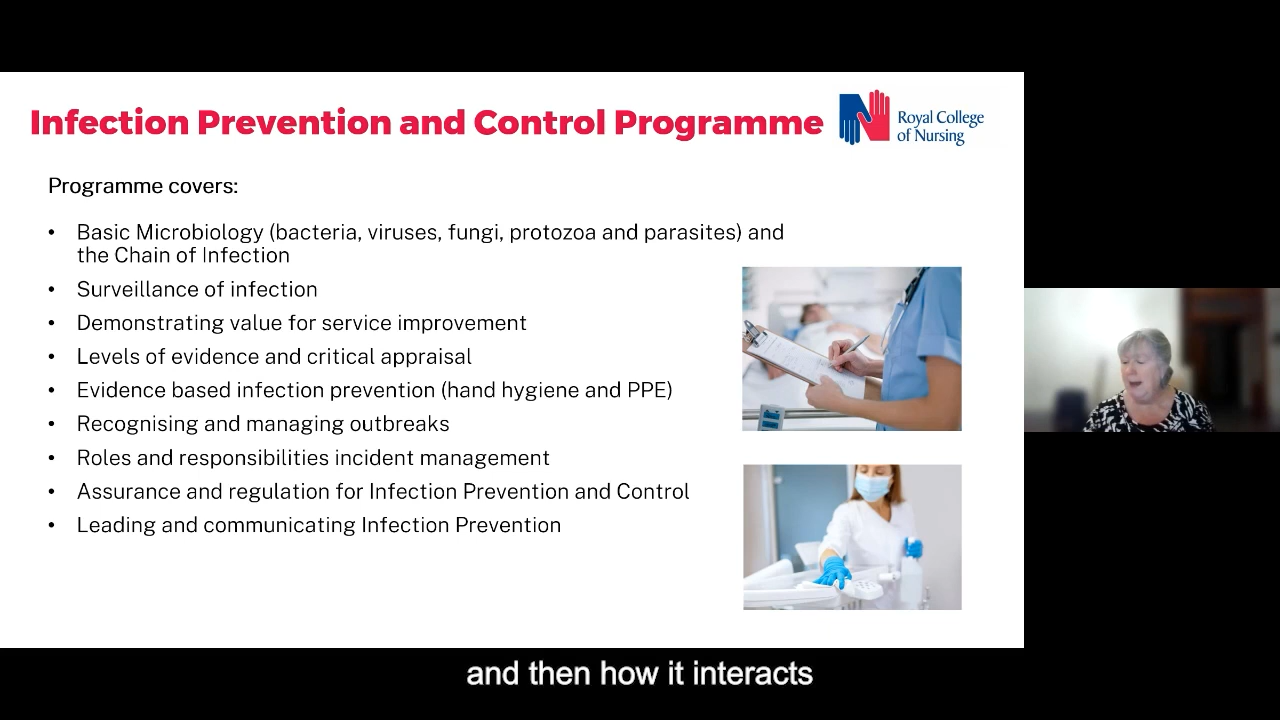 Infection Prevention and Control Programme
Royal College
of Nursing
Programme covers:
• Basic Microbiology (bacteria, viruses, fungi, protozoa and parasites) and
the Chain of Infection
• Surveillance of infection
• Demonstrating value for service improvement
• Levels of evidence and critical appraisal
• Evidence based infection prevention (hand hygiene and PPE)
• Recognising and managing outbreaks
• Roles and responsibilities incident management
• Assurance and regulation for Infection Prevention and Control
• Leading and communicating Infection Prevention
and then how it interacts